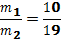 m₁/m₂ = 10/19